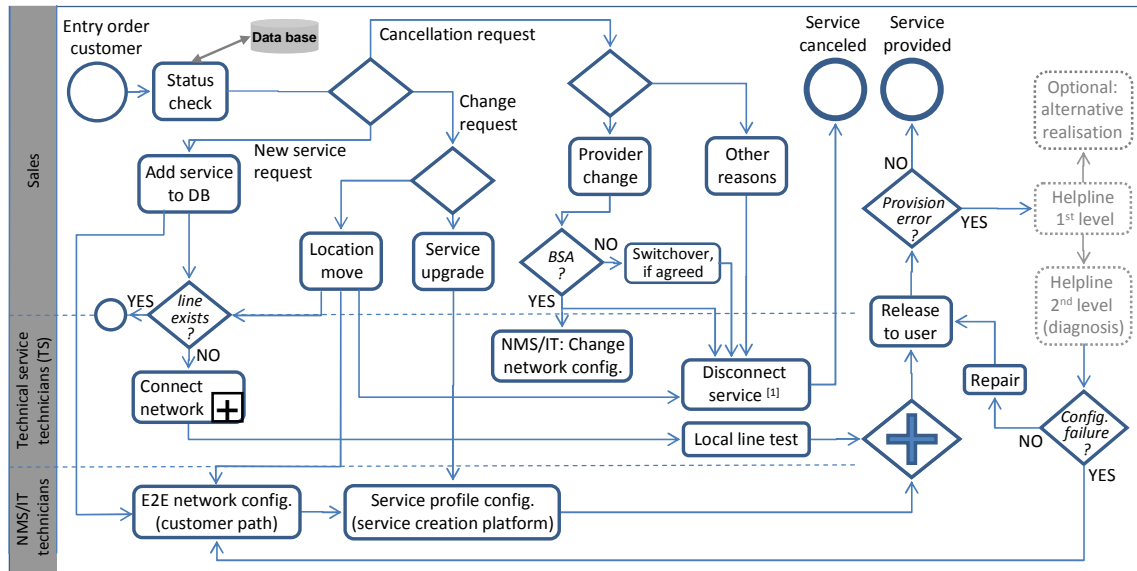 Sales
Technical service
technicians (TS)
NMS/IT
technicians
Entry order
customer
Data base
Status
check
Cancellation request
Change
request
New service
request
Add service
to DB
Service
canceled
Service
provided
Optional:
alternative
realisation
Provider
change
Other
reasons
NO
Provision
error
?
YES
Helpline
1st level
Location
move
Service
upgrade
BSA
?
NO
Switchover,
if agreed
YES
YES
line
exists
?
NO
Release
to user
Helpline
2nd level
(diagnosis)
NMS/IT: Change
network config.
Connect
network
Disconnect
service [1]
Repair
Local line test
NO
Config.
failure
?
YES
E2E network config.
(customer path)
Service profile config.
(service creation platform)